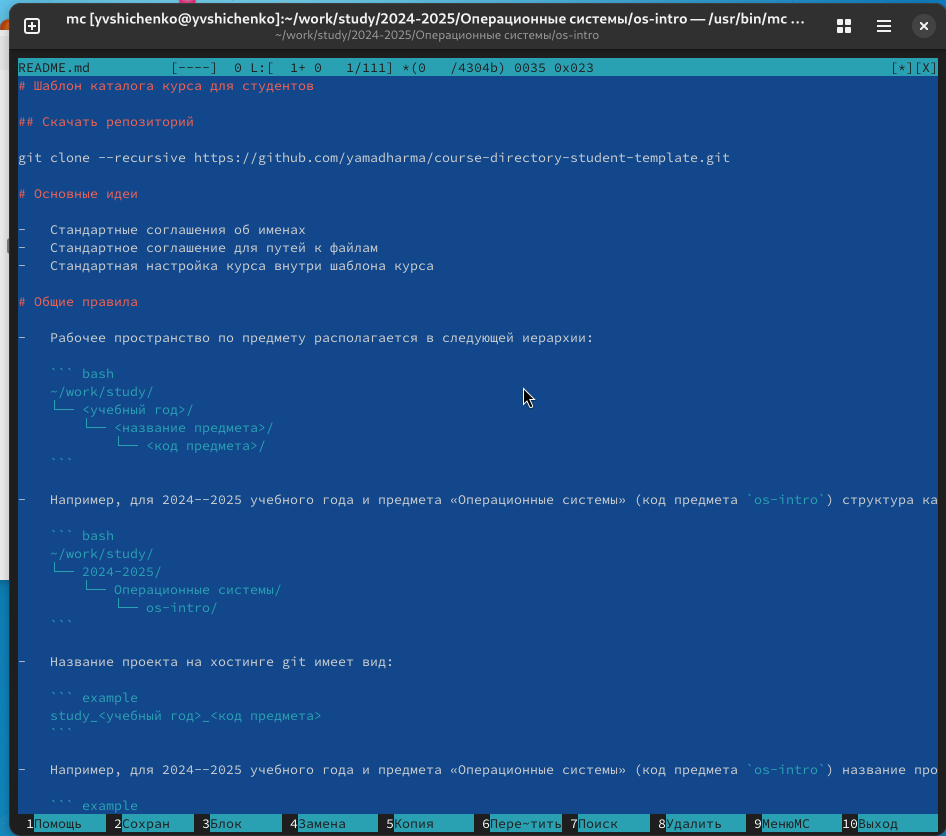 mc [yvshichenko@yvshichenko]:~/work/study/2024-2025/Операционные системы/os-intro — /usr/bin/mc ...
~/work/study/2024-2025/Операционные системы/os-intro
README.md [----] 0 L:[ 1+ 0 1/111] *(0 /4304b) 0035 0x023 [*][X]
# Шаблон каталога курса для студентов
## Скачать репозиторий
git clone --recursive https://github.com/yamadharma/course-directory-student-template.git
# Основные идеи
- Стандартные соглашения об именах
- Стандартное соглашение для путей к файлам
- Стандартная настройка курса внутри шаблона курса
# Общие правила
- Рабочее пространство по предмету располагается в следующей иерархии:
``` bash
~/work/study/
└── <учебный год>/
└── <название предмета>/
└── <код предмета>/
```
- Например, для 2024--2025 учебного года и предмета «Операционные системы» (код предмета `os-intro`) структура ка
``` bash
~/work/study/
└── 2024-2025/
└── Операционные системы/
└── os-intro/
```
- Название проекта на хостинге git имеет вид:
``` example
study_<учебный год>_<код предмета>
```
- Например, для 2024--2025 учебного года и предмета «Операционные системы» (код предмета `os-intro`) название про
``` example
1Помощь 2Сохран 3Блок 4Замена 5Копия 6Пере~тить 7Поиск 8Удалить 9МенюMC 10Выход